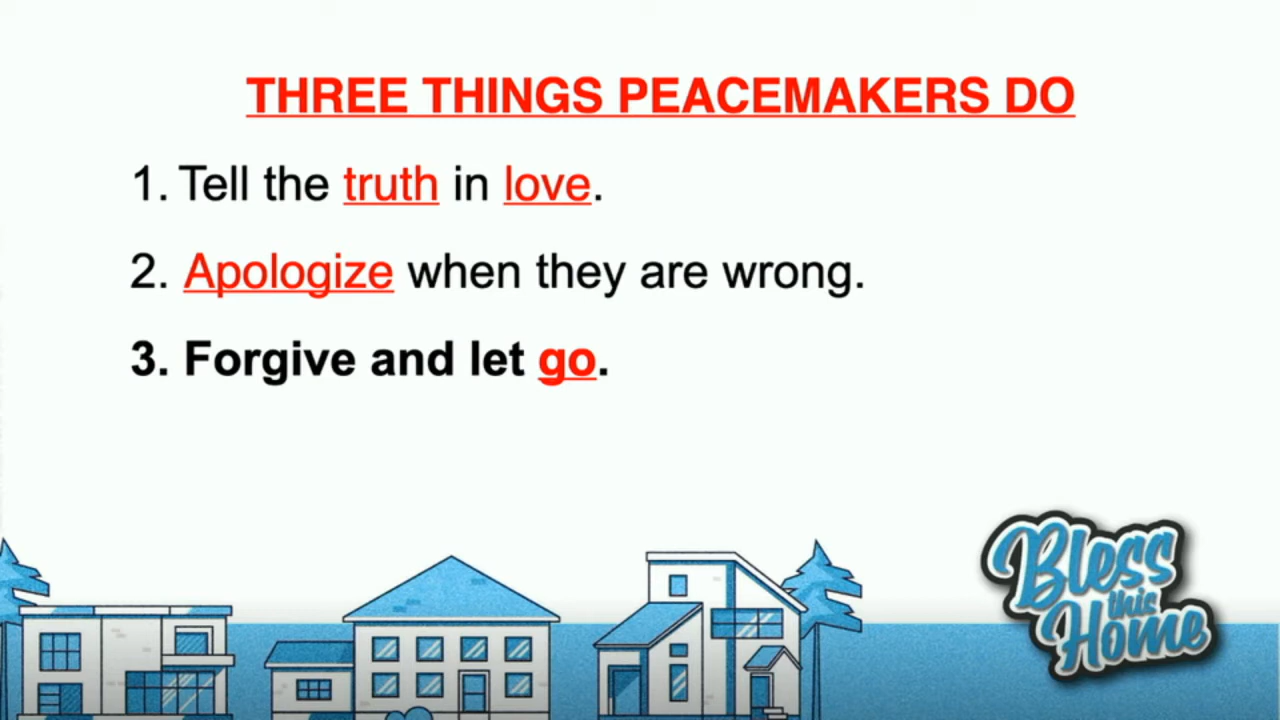 THREE THINGS PEACEMAKERS DO
1. Tell the truth in love.
2. Apologize when they are wrong.
3. Forgive and let go.
Bless
this
Home